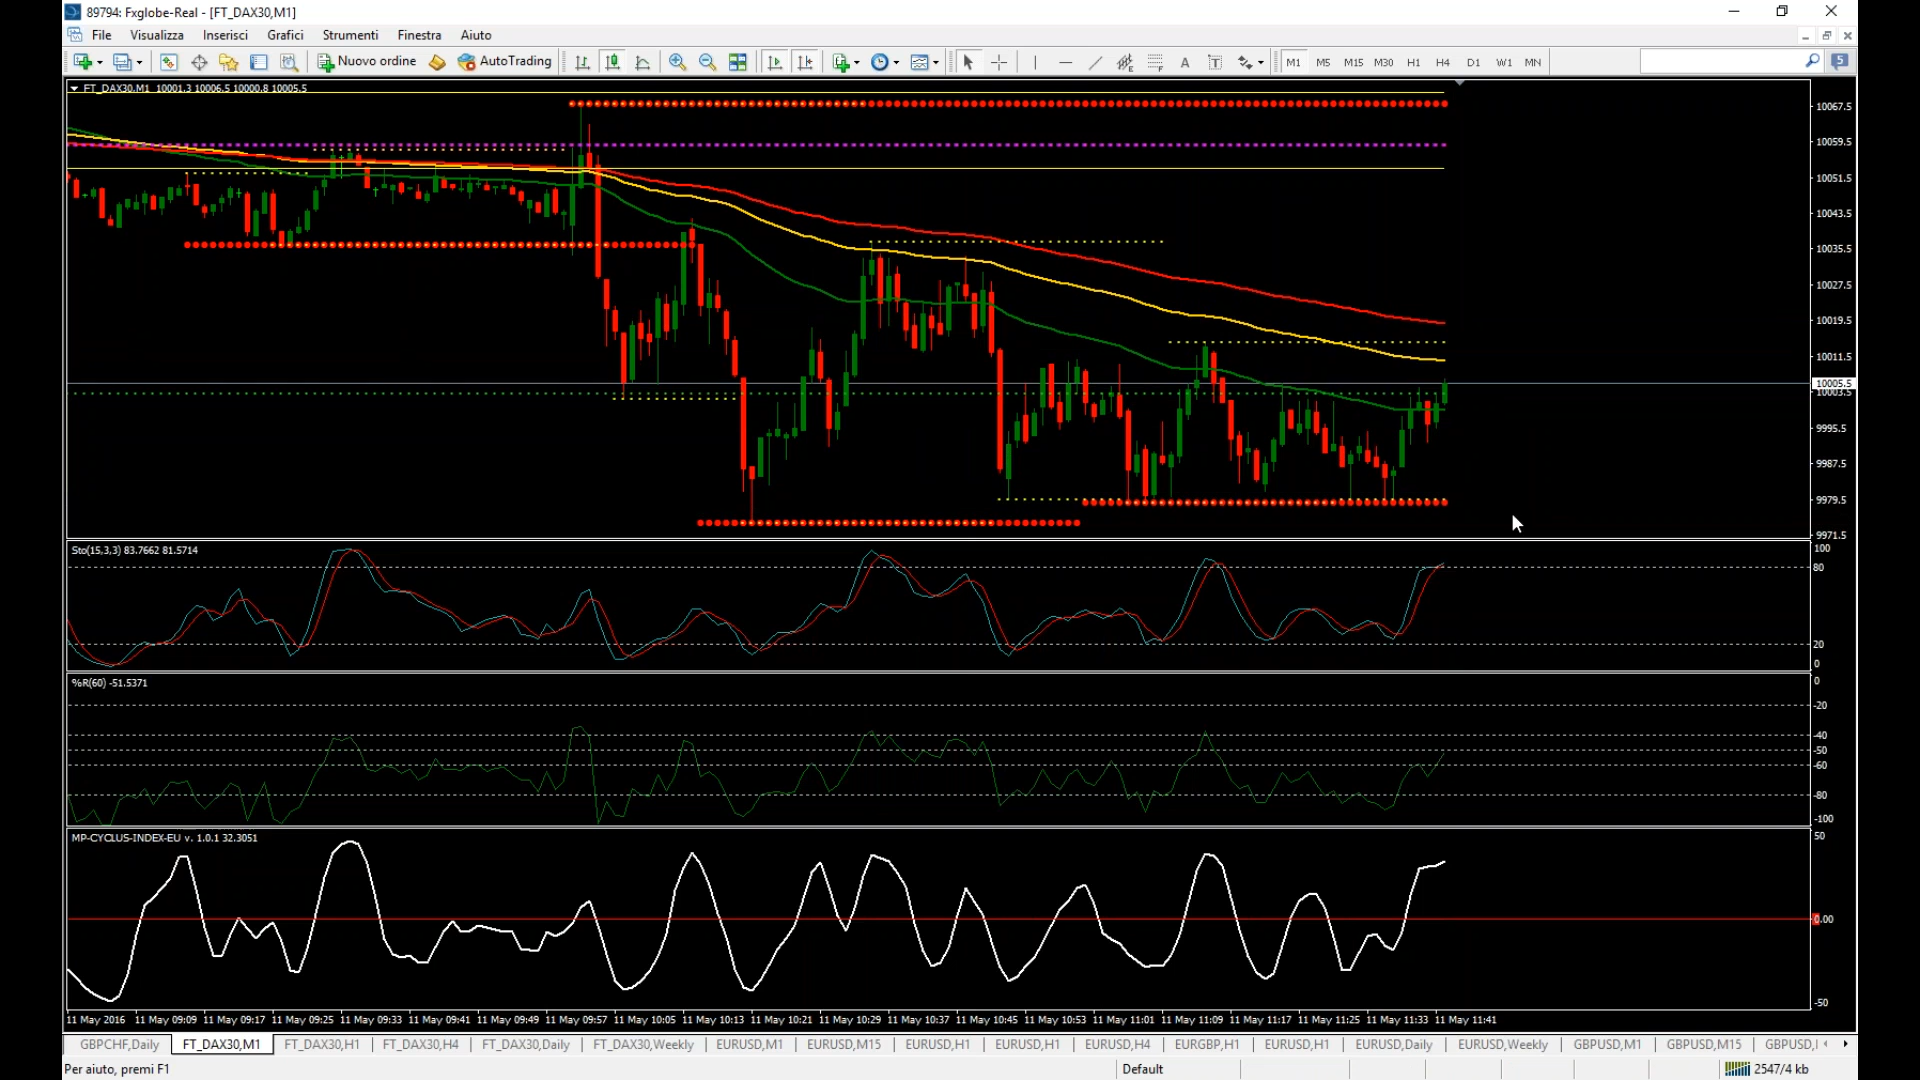 89794: Fxglobe-Real - [FT_DAX30,M1]
File Visualizza Inserisci Grafici Strumenti Finestra Aiuto
Nuovo ordine AutoTrading A T M1 M5 M15 M30 H1 H4 D1 W1 MN 5
FT_DAX30,M1 10001.3 10006.5 10000.8 10005.5
10067.5
10059.5
10051.5
10043.5
10035.5
10027.5
10019.5
10011.5
10005.5
10003.5
9995.5
9987.5
9979.5
9971.5
Sto(15,3,3) 83.7662 81.5714
100
80
20
0
%R(60) -51.5371
0
-20
-40
-50
-60
-80
-100
MP-CYCLUS-INDEX-EU v. 1.0.1 32.3051
50
0.00
-50
11 May 2016 11 May 09:09 11 May 09:17 11 May 09:25 11 May 09:33 11 May 09:41 11 May 09:49 11 May 09:57 11 May 10:05 11 May 10:13 11 May 10:21 11 May 10:29 11 May 10:37 11 May 10:45 11 May 10:53 11 May 11:01 11 May 11:09 11 May 11:17 11 May 11:25 11 May 11:33 11 May 11:41
GBPCHF,Daily FT_DAX30,M1 FT_DAX30,H1 FT_DAX30,H4 FT_DAX30,Daily FT_DAX30,Weekly EURUSD,M1 EURUSD,M15 EURUSD,H1 EURUSD,H1 EURUSD,H4 EURGBP,H1 EURUSD,H1 EURUSD,Daily EURUSD,Weekly GBPUSD,M1 GBPUSD,M15 GBPUSD,I
Per aiuto, premi F1 Default 2547/4 kb